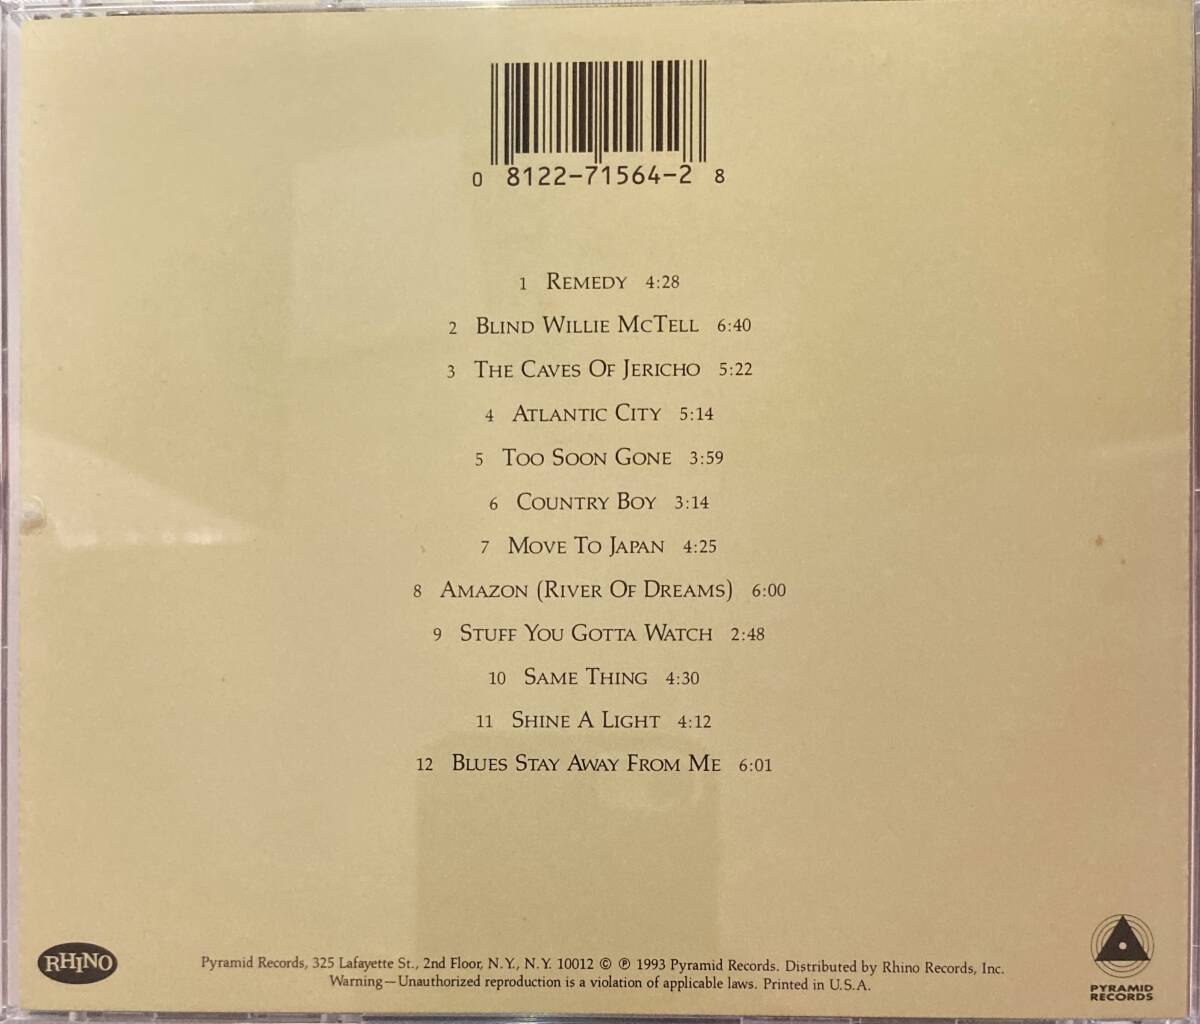 0 8122-71564-2 8
1 REMEDY 4:28
2 BLIND WILLIE MCTELL 6:40
3 THE CAVES OF JERICHO 5:22
4 ATLANTIC CITY 5:14
5 TOO SOON GONE 3:59
6 COUNTRY BOY 3:14
7 MOVE TO JAPAN 4:25
8 AMAZON (RIVER OF DREAMS) 6:00
9 STUFF YOU GOTTA WATCH 2:48
10 SAME THING 4:30
11 SHINE A LIGHT 4:12
12 BLUES STAY AWAY FROM ME 6:01
RHINO
Pyramid Records, 325 Lafayette St., 2nd Floor, N.Y., N.Y. 10012 © ℗ 1993 Pyramid Records. Distributed by Rhino Records, Inc.
Warning—Unauthorized reproduction is a violation of applicable laws. Printed in U.S.A.
PYRAMID
RECORDS